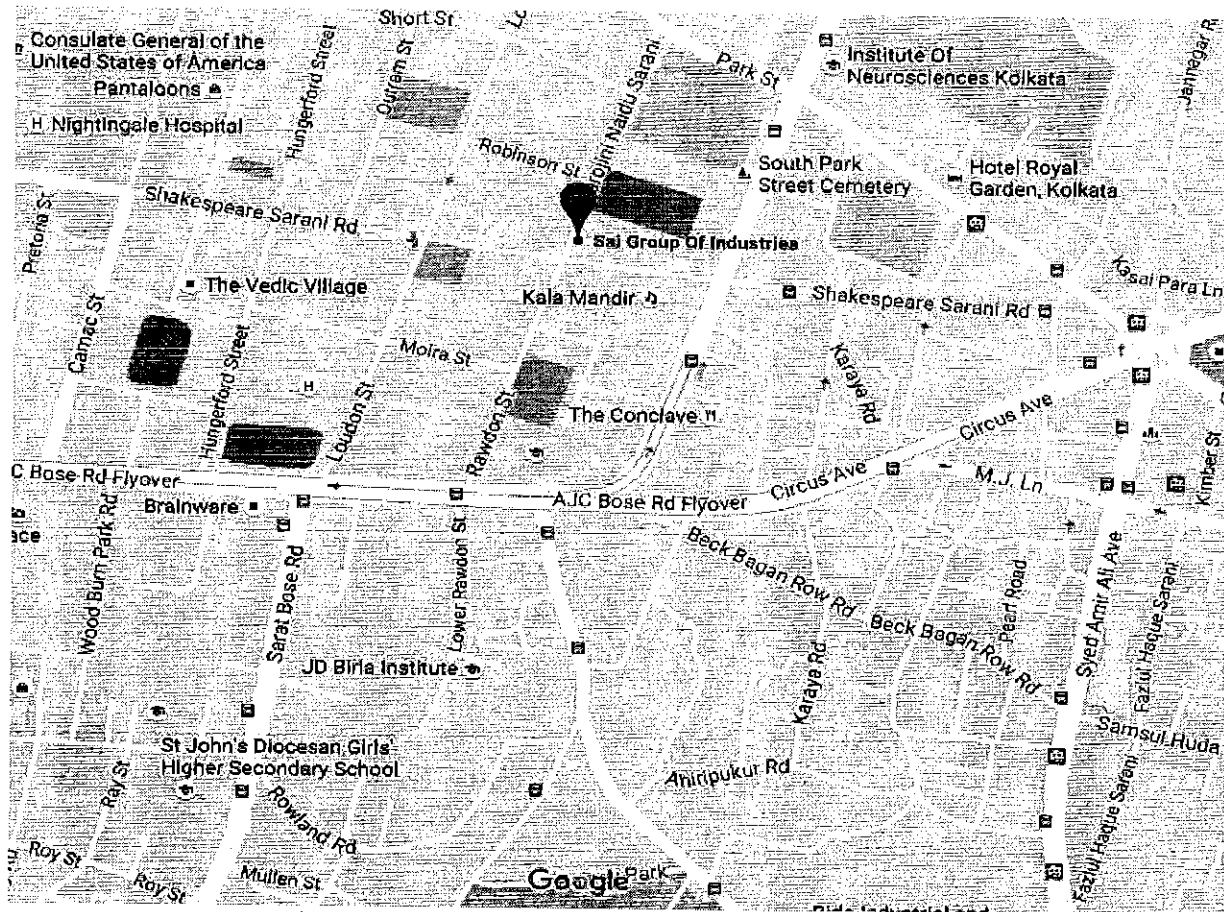 Short St
Consulate General of the
United States of America
Pantaloons
H Nightingale Hospital
Hungerford Street
Outram St
Sarojini Naidu Sarani
Park St
Institute Of
Neurosciences Kolkata
Robinson St
South Park
Street Cemetery
Hotel Royal
Garden, Kolkata
Pretoria St
Shakespeare Sarani Rd
Sai Group Of Industries
Kasai Para Ln
The Vedic Village
Kala Mandir
Shakespeare Sarani Rd
Camac St
Hungerford Street
Moira St
H
Loudon St
Rawdon St
The Conclave
Karaya Rd
Circus Ave
C Bose Rd Flyover
Brainware
AJC Bose Rd Flyover
Circus Ave
M.J. Ln
Kimber St
Wood Burn Park Rd
Sarat Bose Rd
Lower Rawdon St
Beck Bagan Row Rd
Beck Bagan Row Rd
Pearl Road
Syed Amir Ali Ave
Fazlul Haque Sarani
JD Birla Institute
Karaya Rd
Samsul Huda
St John's Diocesan Girls'
Higher Secondary School
Ray St
Rowland Rd
Ahiripukur Rd
Fazlul Haque Sarani
Roy St
Roy St
Mullen St
Google
Park